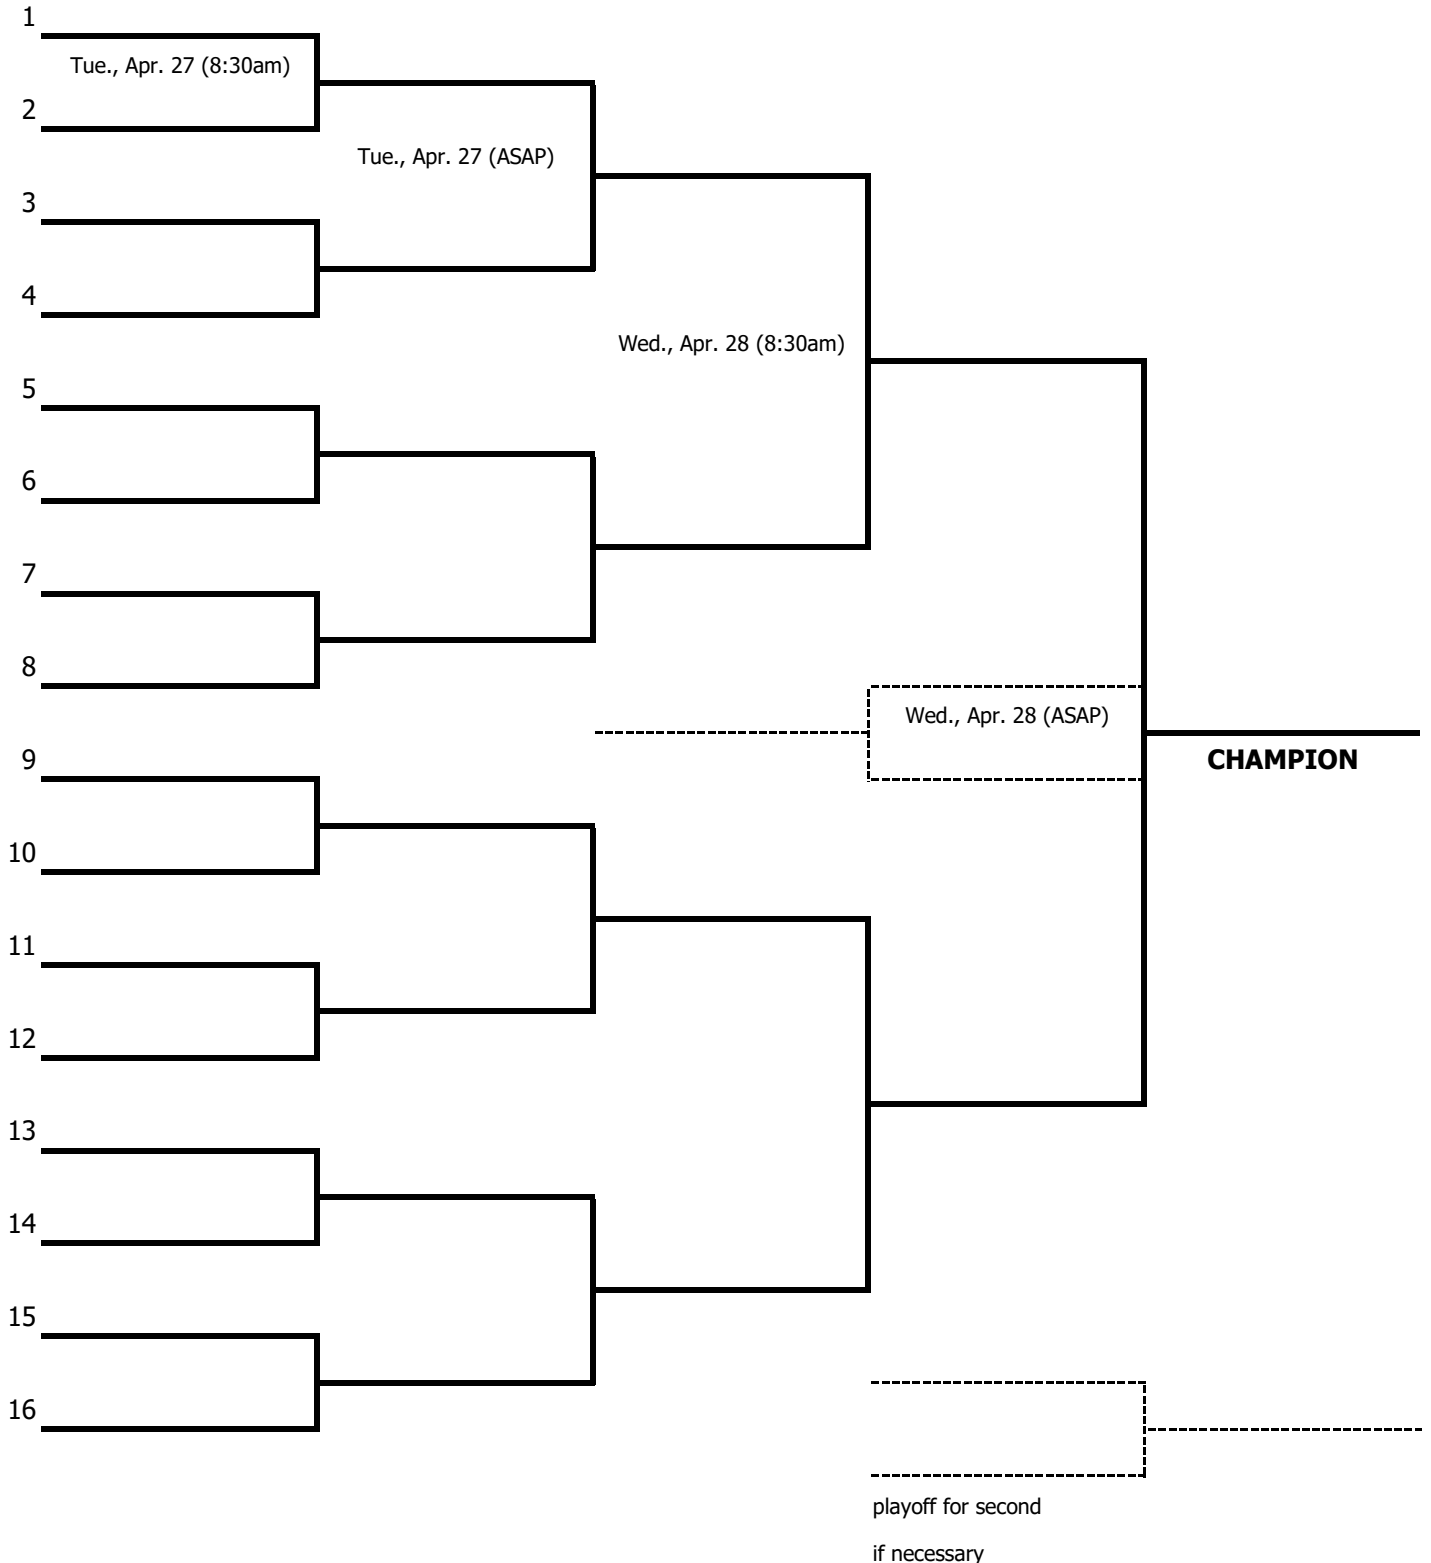 1
Tue., Apr. 27 (8:30am)
2
Tue., Apr. 27 (ASAP)
3
4
Wed., Apr. 28 (8:30am)
5
6
7
8
Wed., Apr. 28 (ASAP)
9
CHAMPION
10
11
12
13
14
15
16
playoff for second
if necessary